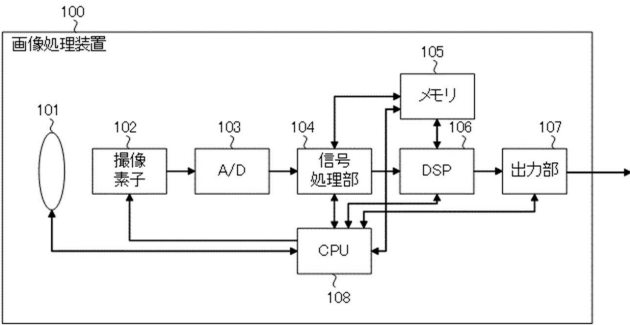 100
画像処理装置
101
102
撮像
素子
103
A/D
104
信号
処理部
105
メモリ
106
DSP
107
出力部
CPU
108